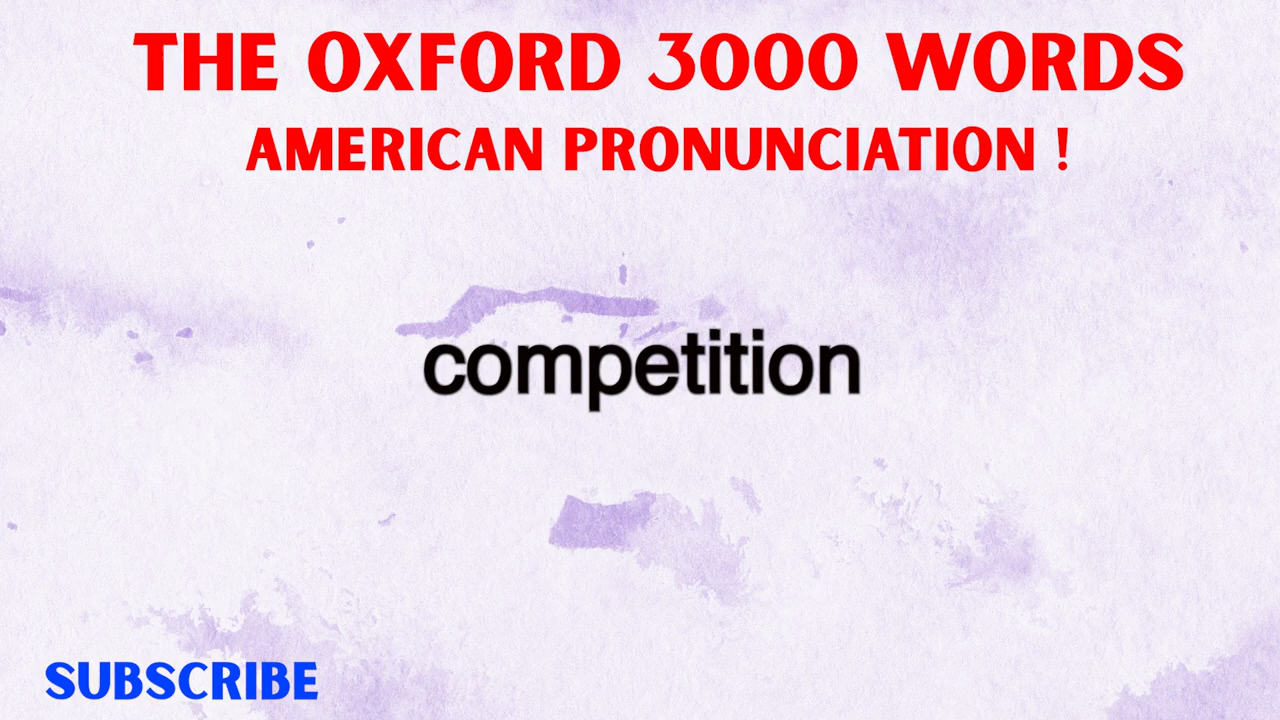 THE OXFORD 3000 WORDS
AMERICAN PRONUNCIATION !
competition
SUBSCRIBE